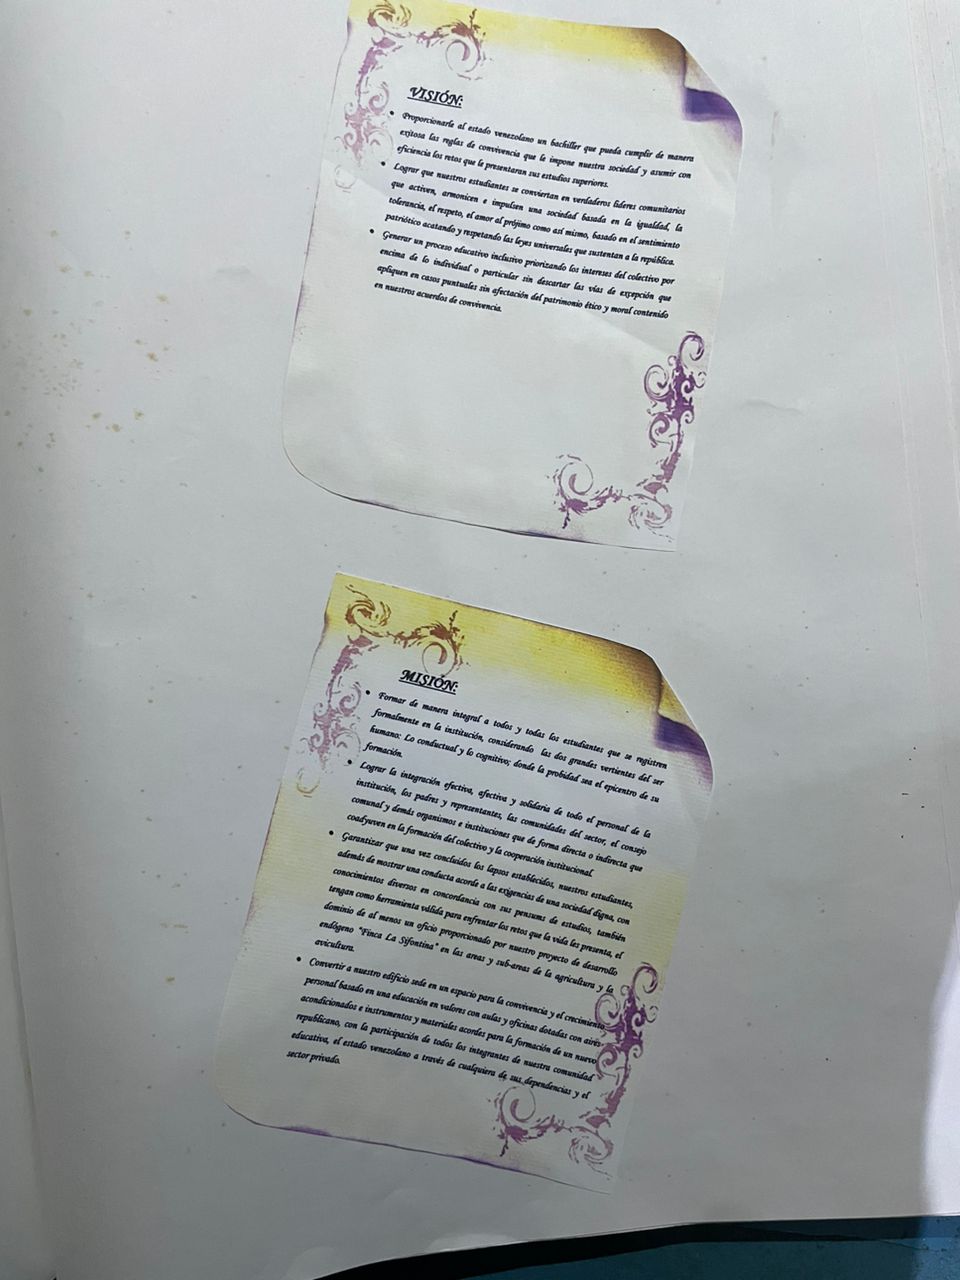 VISIÓN:
• Proporcionarle al estado venezolano un bachiller que pueda cumplir de manera
exitosa las reglas de convivencia que le impone nuestra sociedad y asumir con
eficiencia los retos que le presentaran sus estudios superiores.
• Lograr que nuestros estudiantes se conviertan en verdaderos líderes comunitarios
que activen, armonicen e impulsen una sociedad basada en la igualdad, la
tolerancia, el respeto, el amor al prójimo como así mismo, basado en el sentimiento
patriótico acatando y respetando las leyes universales que sustentan a la república.
• Generar un proceso educativo inclusivo priorizando los intereses del colectivo por
encima de lo individual o particular sin descartar las vías de excepción que
apliquen en casos puntuales sin afectación del patrimonio ético y moral contenido
en nuestros acuerdos de convivencia.
MISIÓN:
• Formar de manera integral a todos y todas los estudiantes que se registren
formalmente en la institución, considerando las dos grandes vertientes del ser
humano: Lo conductual y lo cognitivo; donde la probidad sea el epicentro de su
formación.
• Lograr la integración efectiva, afectiva y solidaria de todo el personal de la
institución, los padres y representantes, las comunidades del sector, el consejo
comunal y demás organismos e instituciones que de forma directa o indirecta que
coadyuven en la formación del colectivo y la cooperación institucional.
• Garantizar que una vez concluidos los lapsos establecidos, nuestros estudiantes,
además de mostrar una conducta acorde a las exigencias de una sociedad digna, con
conocimientos diversos en concordancia con sus pensums de estudios, también
tengan como herramienta válida para enfrentar los retos que la vida les presenta, el
dominio de al menos un oficio proporcionado por nuestro proyecto de desarrollo
endógeno "Finca La Sifontina" en las areas y sub-areas de la agricultura y la
avicultura.
• Convertir a nuestro edificio sede en un espacio para la convivencia y el crecimiento
personal basado en una educación en valores con aulas y oficinas dotadas con aires
acondicionados e instrumentos y materiales acordes para la formación de un nuevo
republicano, con la participación de todos los integrantes de nuestra comunidad
educativa, el estado venezolano a través de cualquiera de sus dependencias y el
sector privado.